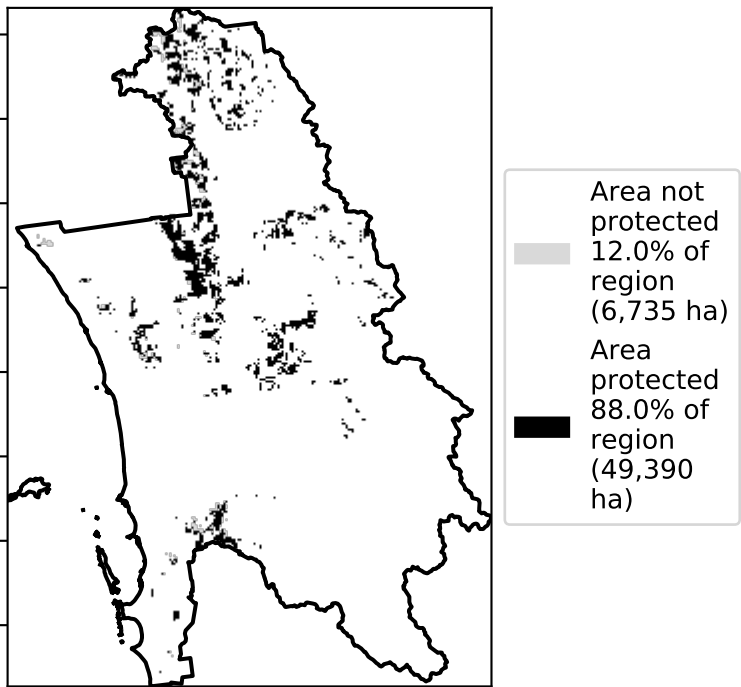 Area not
protected
12.0% of
region
(6,735 ha)
Area
protected
88.0% of
region
(49,390
ha)